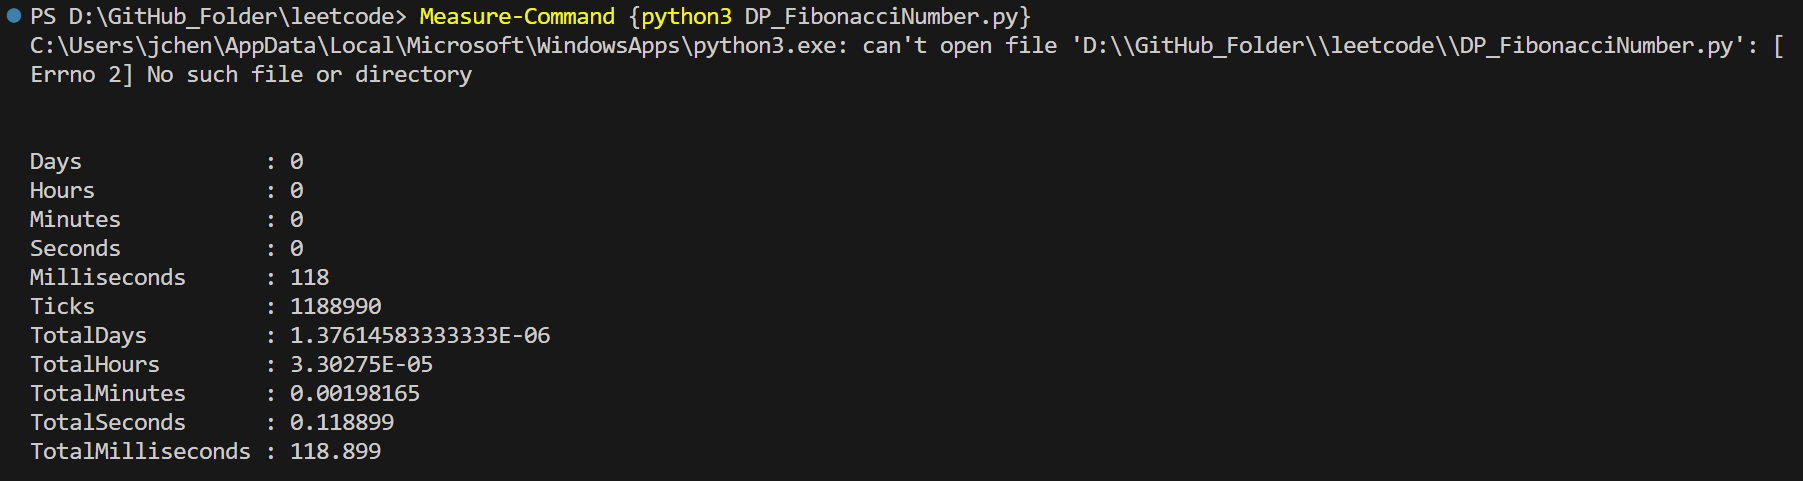 PS D:\GitHub_Folder\leetcode> Measure-Command {python3 DP_FibonacciNumber.py}
C:\Users\jchen\AppData\Local\Microsoft\WindowsApps\python3.exe: can't open file 'D:\\GitHub_Folder\\leetcode\\DP_FibonacciNumber.py': [
Errno 2] No such file or directory
Days              : 0
Hours             : 0
Minutes           : 0
Seconds           : 0
Milliseconds      : 118
Ticks             : 1188990
TotalDays         : 1.37614583333333E-06
TotalHours        : 3.30275E-05
TotalMinutes      : 0.00198165
TotalSeconds      : 0.118899
TotalMilliseconds : 118.899